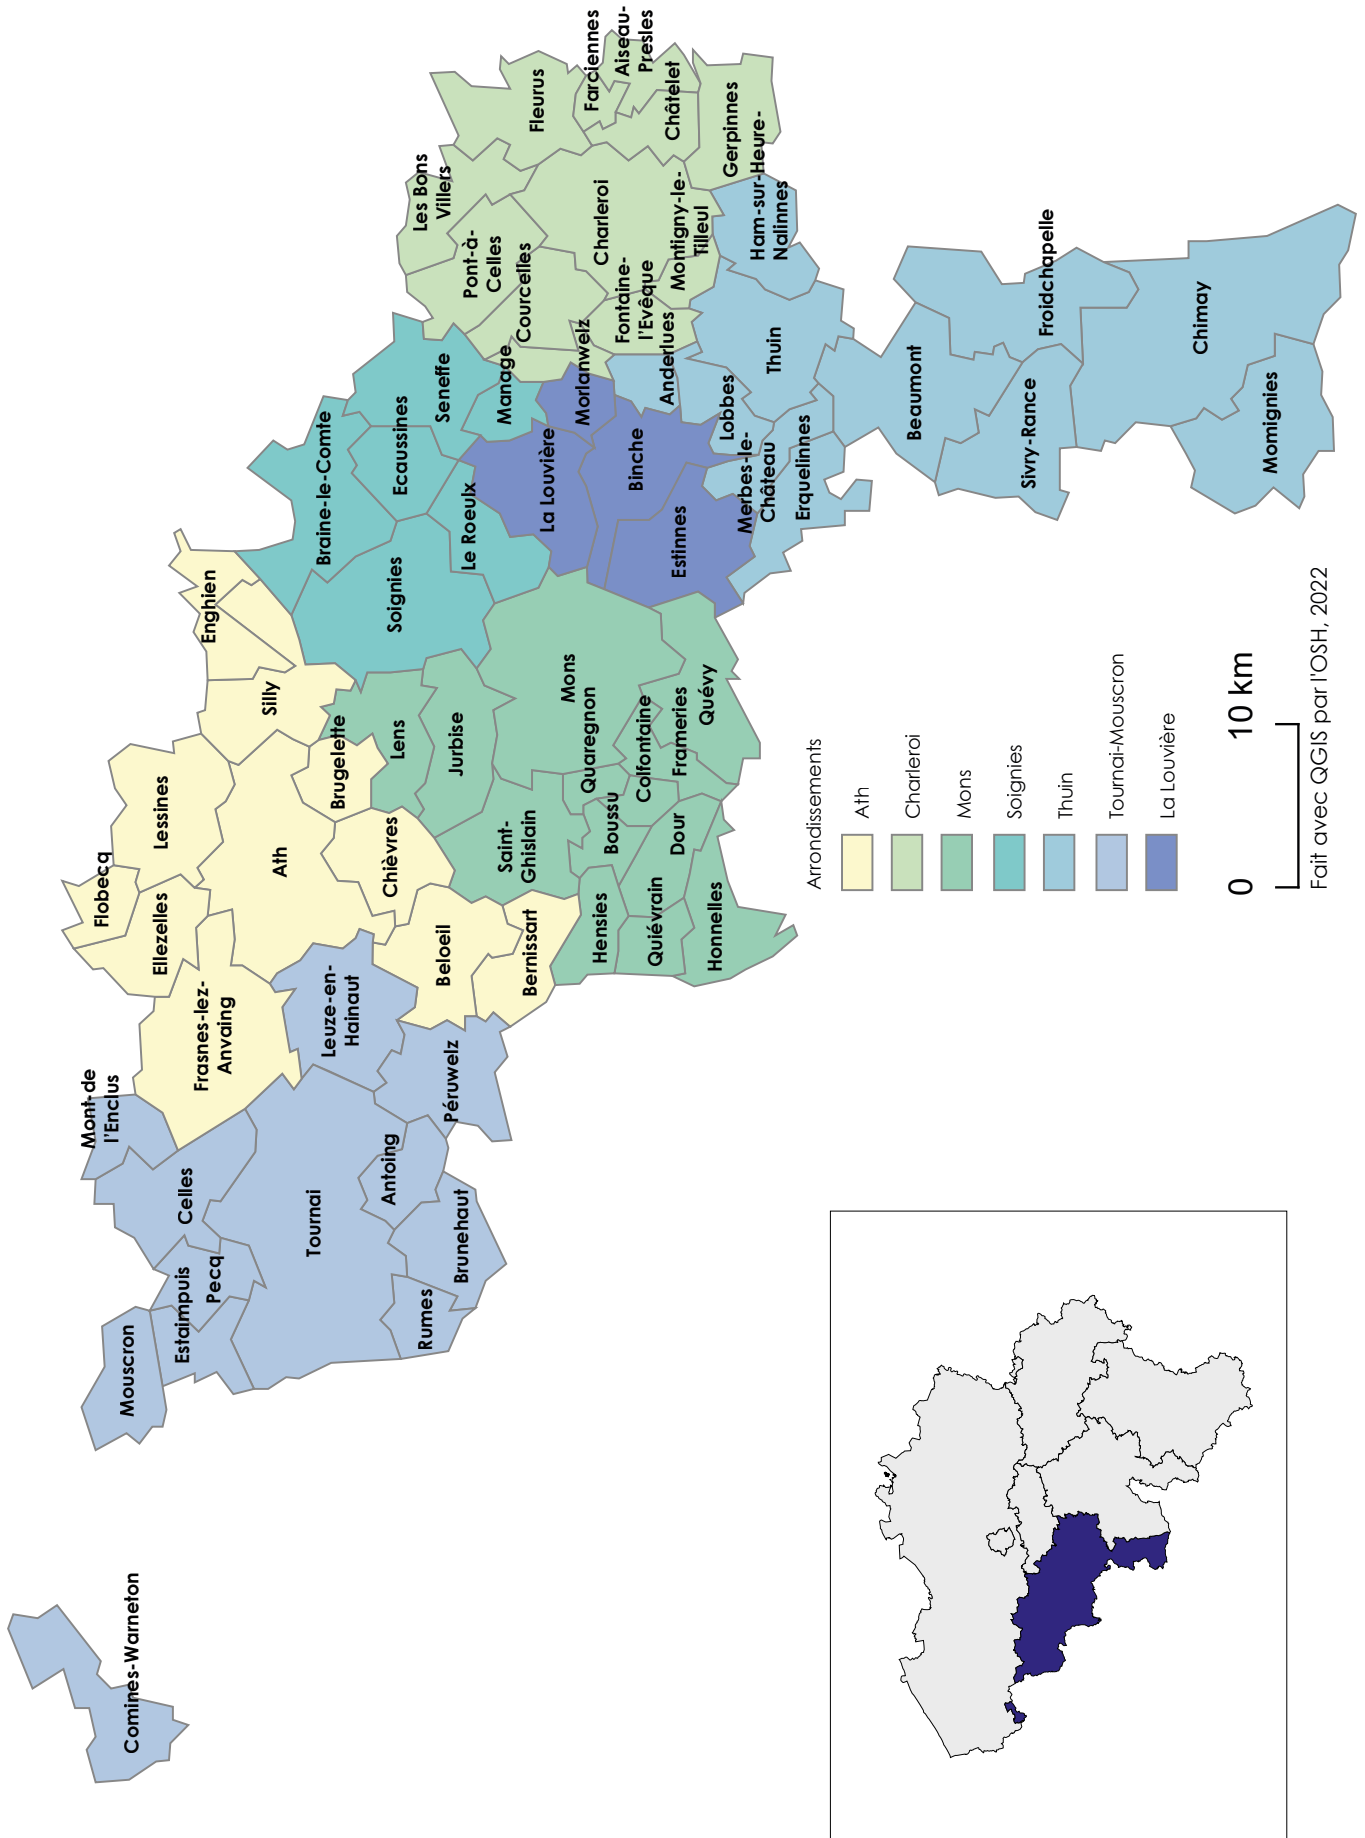 Comines-Warneton
Mouscron
Estaimpuis
Pecq
Celles
Mont-de
l'Enclus
Tournai
Rumes
Brunehaut
Antoing
Péruwelz
Leuze-en-
Hainaut
Frasnes-lez-
Anvaing
Ellezelles
Flobecq
Lessines
Ath
Chièvres
Beloeil
Bernissart
Brugelette
Silly
Enghien
Lens
Jurbise
Saint-
Ghislain
Mons
Quaregnon
Boussu
Colfontaine
Frameries
Quévy
Dour
Hensies
Quiévrain
Honnelles
Soignies
Braine-le-Comte
Ecaussines
Le Roeulx
Seneffe
Manage
La Louvière
Morlanwelz
Binche
Estinnes
Les Bons
Villers
Pont-à-
Celles
Courcelles
Fleurus
Charleroi
Fontaine-
l'Evêque
Montigny-le-
Tilleul
Farciennes
Aiseau-
Presles
Châtelet
Gerpinnes
Ham-sur-Heure-
Nalinnes
Anderlues
Lobbes
Thuin
Merbes-le-
Château
Erquelinnes
Beaumont
Sivry-Rance
Froidchapelle
Chimay
Momignies
Arrondissements
Ath
Charleroi
Mons
Soignies
Thuin
Tournai-Mouscron
La Louvière
0
10 km
Fait avec QGIS par l'OSH, 2022